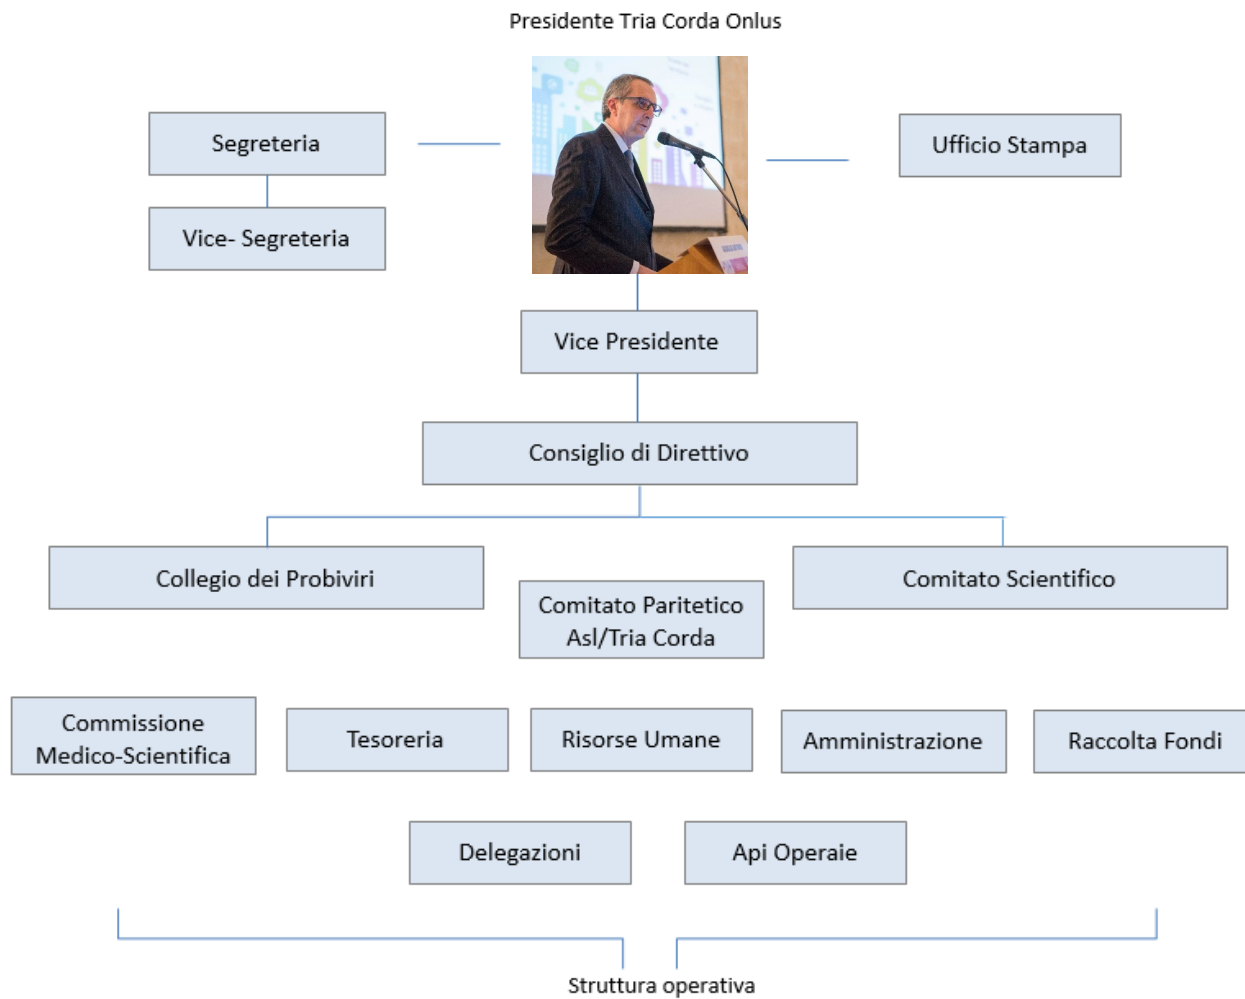 Presidente Tria Corda Onlus
Segreteria
Ufficio Stampa
Vice- Segreteria
Vice Presidente
Consiglio di Direttivo
Collegio dei Probiviri
Comitato Scientifico
Comitato Paritetico
Asl/Tria Corda
Commissione
Medico-Scientifica
Tesoreria
Risorse Umane
Amministrazione
Raccolta Fondi
Delegazioni
Api Operaie
Struttura operativa